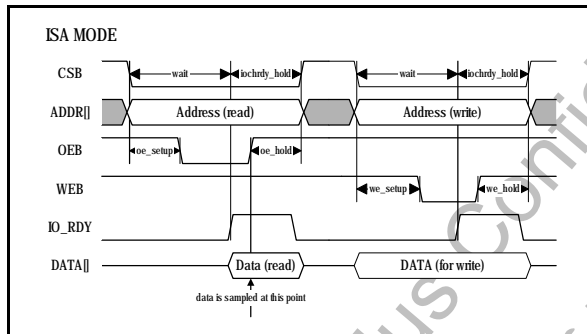 ISA MODE
CSB wait iochrdy_hold wait iochrdy_hold
ADDR[] Address (read) Address (write)
OEB oe_setup oe_hold
WEB we_setup we_hold
IO_RDY
DATA[] Data (read) DATA (for write)
data is sampled at this point